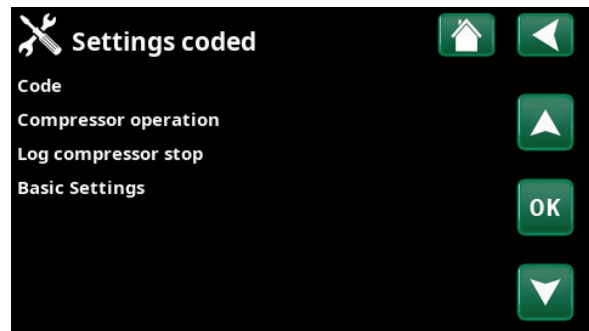 Settings coded
Code
Compressor operation
Log compressor stop
Basic Settings
OK